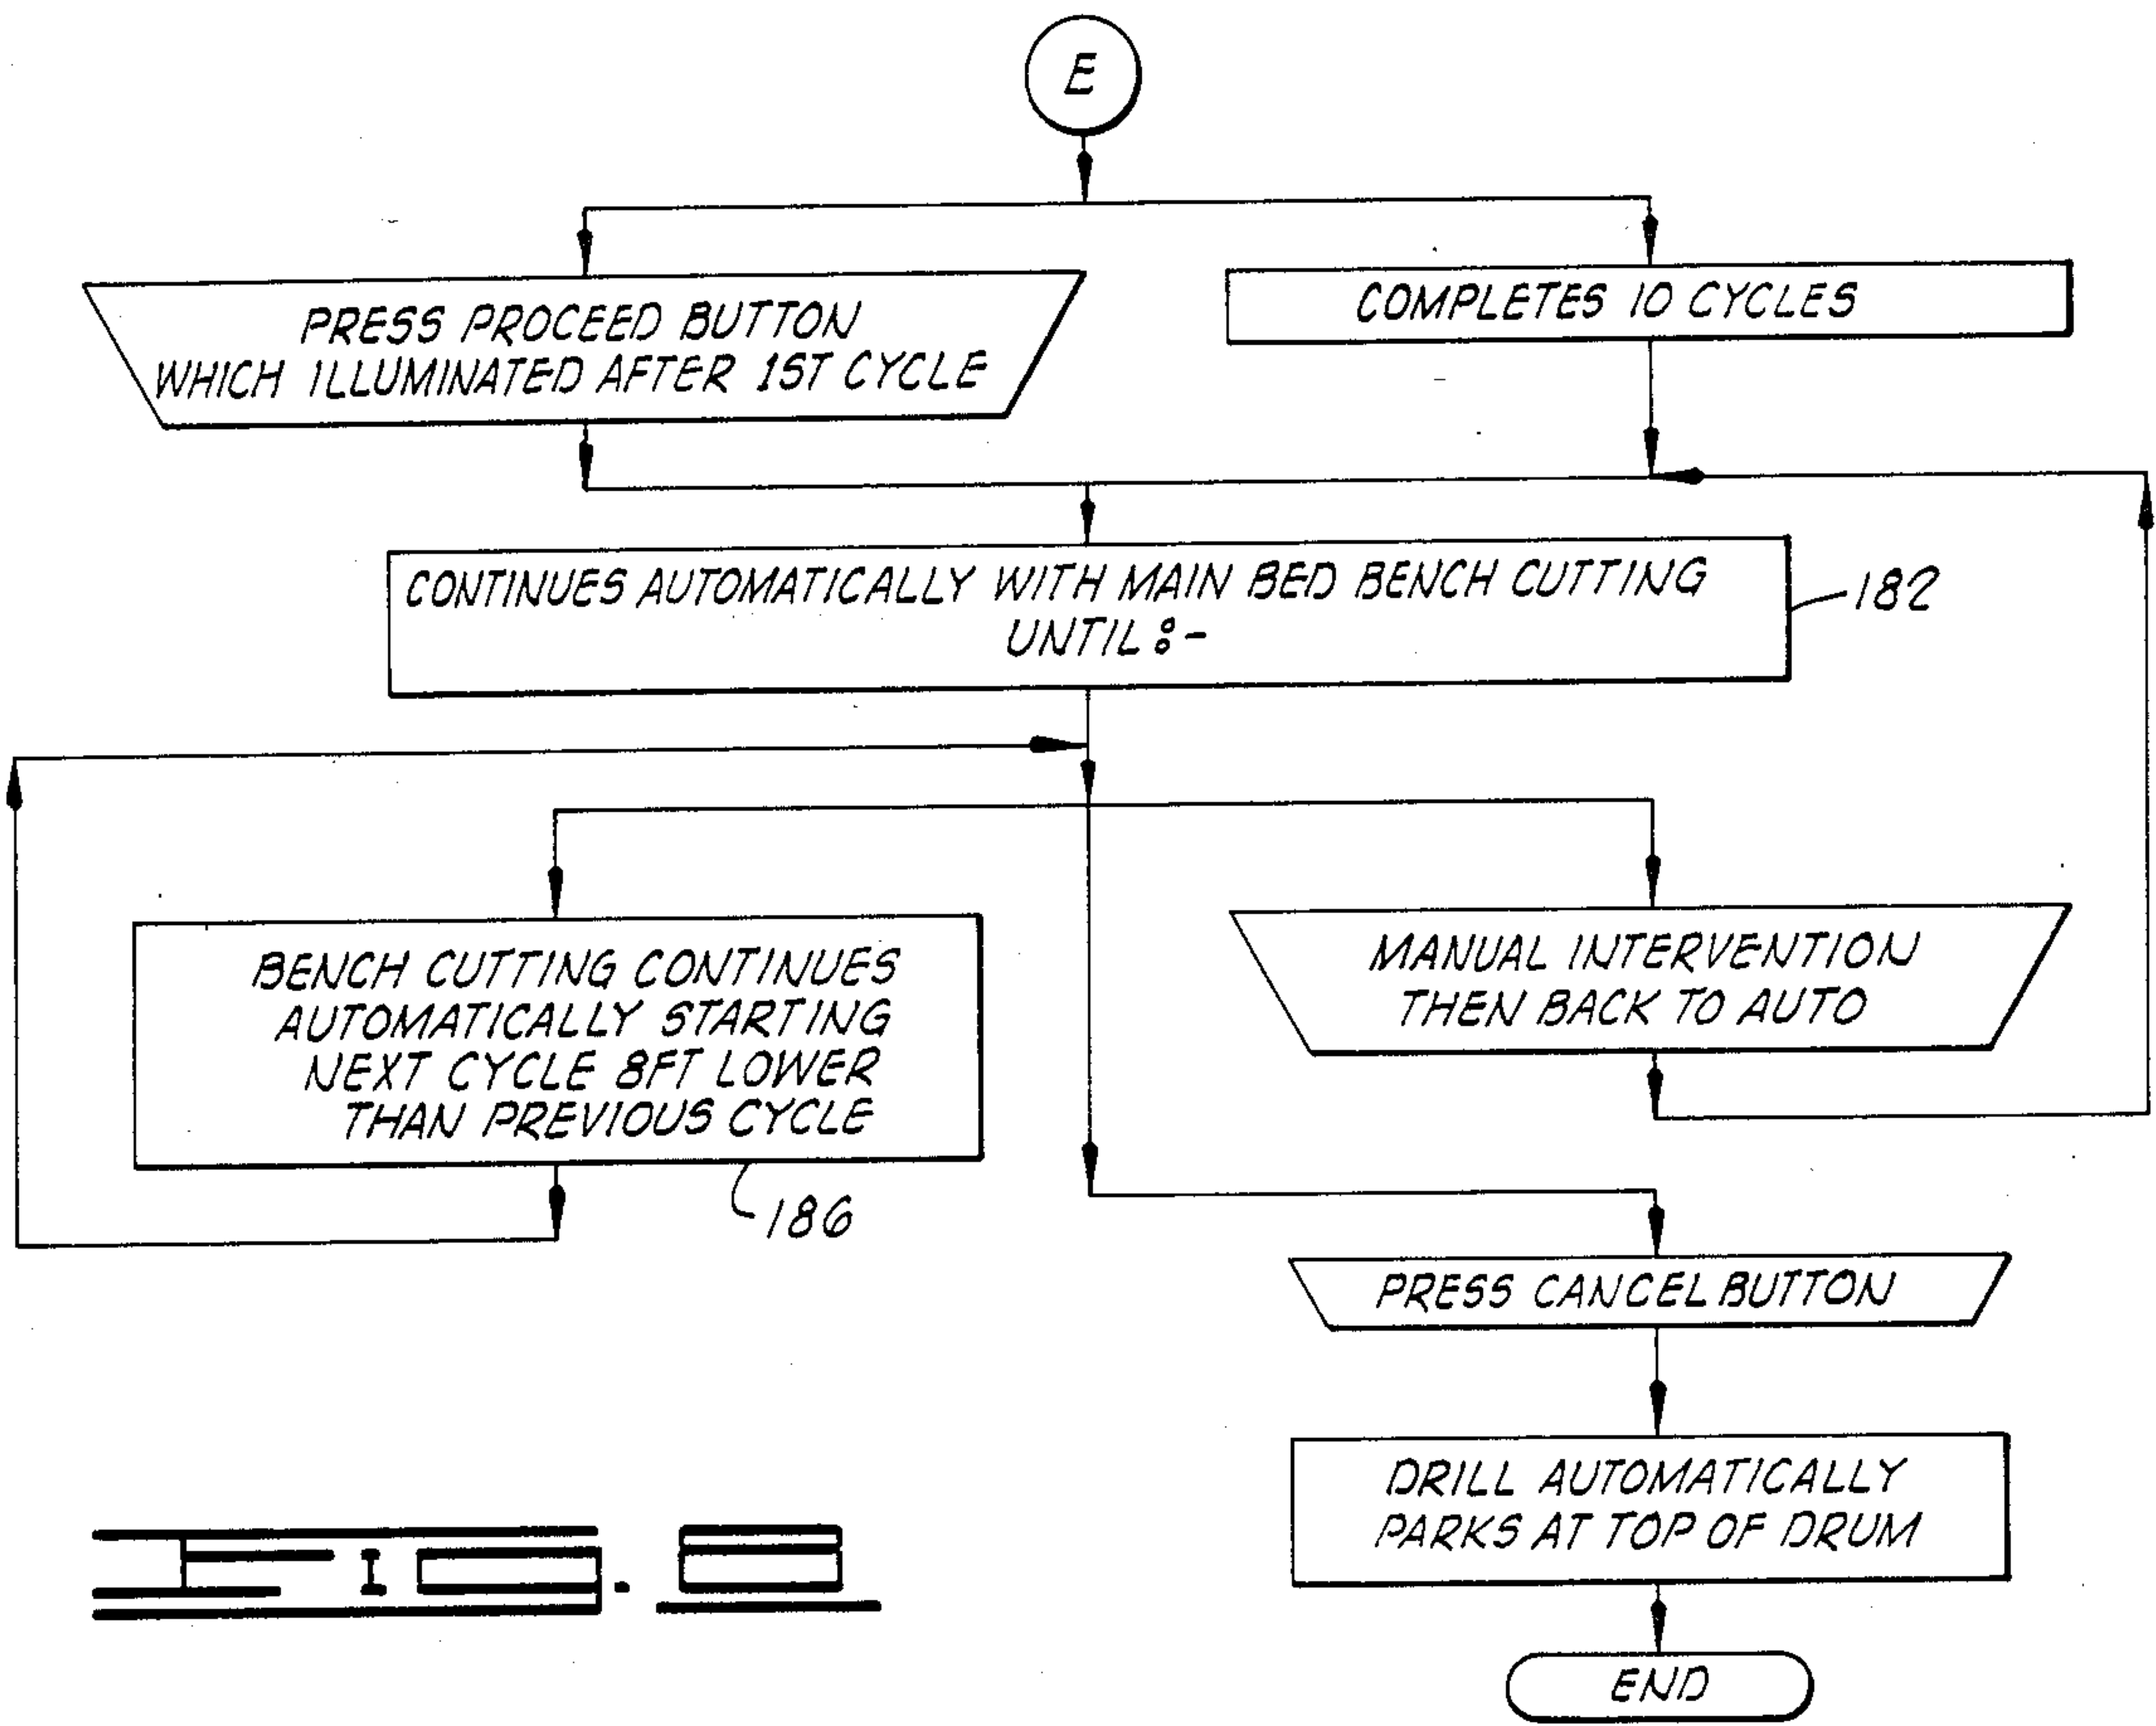 E
PRESS PROCEED BUTTON
WHICH ILLUMINATED AFTER 1ST CYCLE
COMPLETES 10 CYCLES
CONTINUES AUTOMATICALLY WITH MAIN BED BENCH CUTTING
UNTIL:-
182
BENCH CUTTING CONTINUES
AUTOMATICALLY STARTING
NEXT CYCLE 8FT LOWER
THAN PREVIOUS CYCLE
186
MANUAL INTERVENTION
THEN BACK TO AUTO
PRESS CANCEL BUTTON
DRILL AUTOMATICALLY
PARKS AT TOP OF DRUM
END